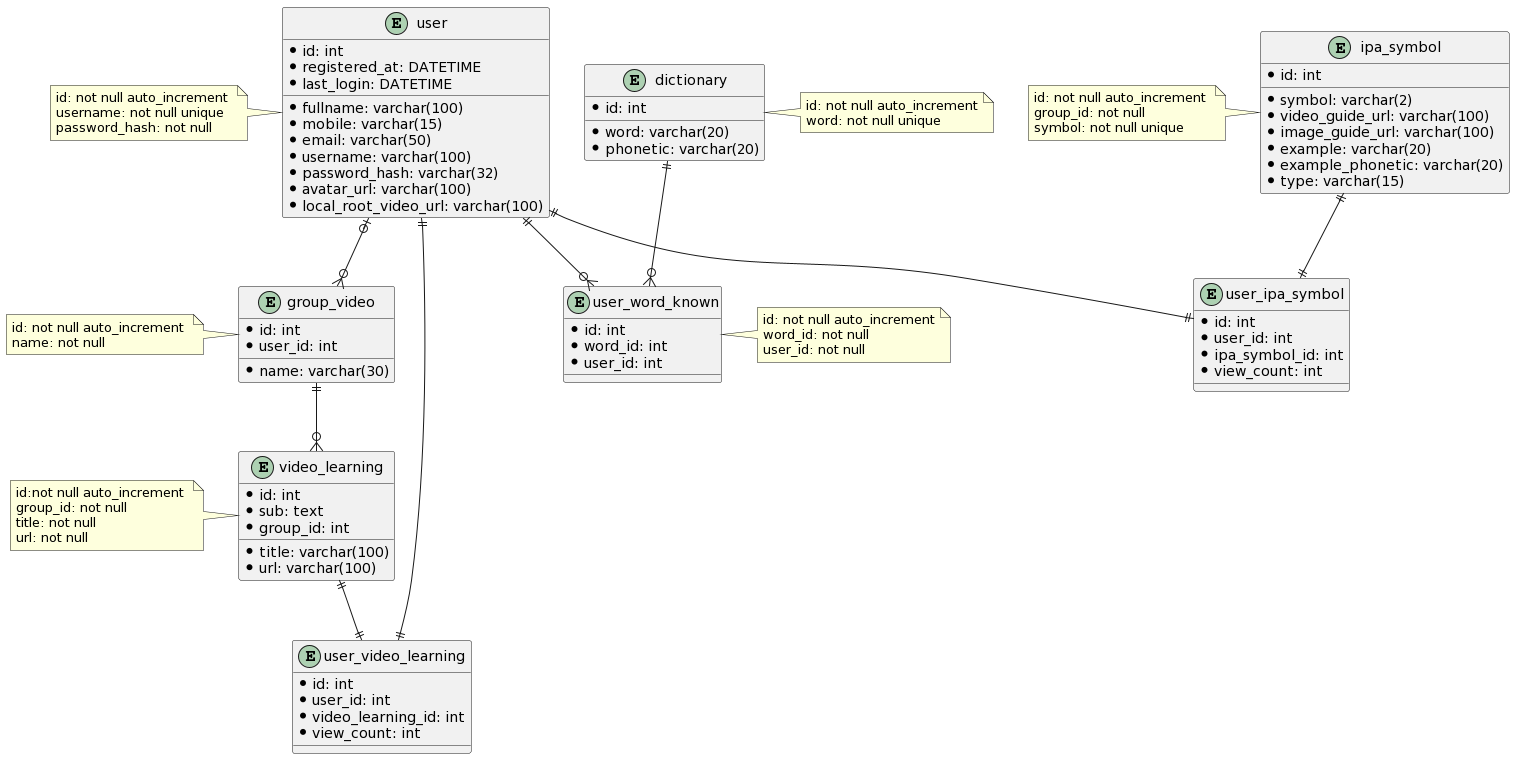 E user
id: int
registered_at: DATETIME
last_login: DATETIME
fullname: varchar(100)
mobile: varchar(15)
email: varchar(50)
username: varchar(100)
password_hash: varchar(32)
avatar_url: varchar(100)
local_root_video_url: varchar(100)
id: not null auto_increment
username: not null unique
password_hash: not null
E dictionary
id: int
word: varchar(20)
phonetic: varchar(20)
id: not null auto_increment
word: not null unique
E ipa_symbol
id: int
symbol: varchar(2)
video_guide_url: varchar(100)
image_guide_url: varchar(100)
example: varchar(20)
example_phonetic: varchar(20)
type: varchar(15)
id: not null auto_increment
group_id: not null
symbol: not null unique
E group_video
id: int
user_id: int
name: varchar(30)
id: not null auto_increment
name: not null
E user_word_known
id: int
word_id: int
user_id: int
id: not null auto_increment
word_id: not null
user_id: not null
E user_ipa_symbol
id: int
user_id: int
ipa_symbol_id: int
view_count: int
E video_learning
id: int
sub: text
group_id: int
title: varchar(100)
url: varchar(100)
id:not null auto_increment
group_id: not null
title: not null
url: not null
E user_video_learning
id: int
user_id: int
video_learning_id: int
view_count: int